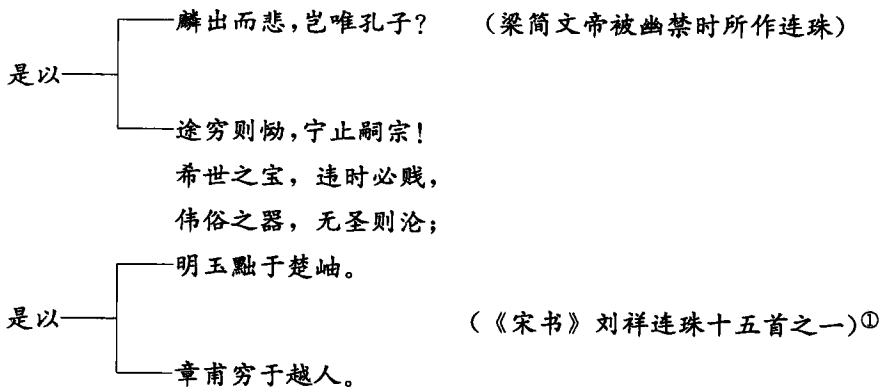 麟出而悲，岂唯孔子？ （梁简文帝被幽禁时所作连珠）
是以
途穷则恸，宁止嗣宗！
希世之宝，违时必贱，
伟俗之器，无圣则沦；
明玉黜于楚岫。
是以 （《宋书》刘祥连珠十五首之一）①
章甫穷于越人。